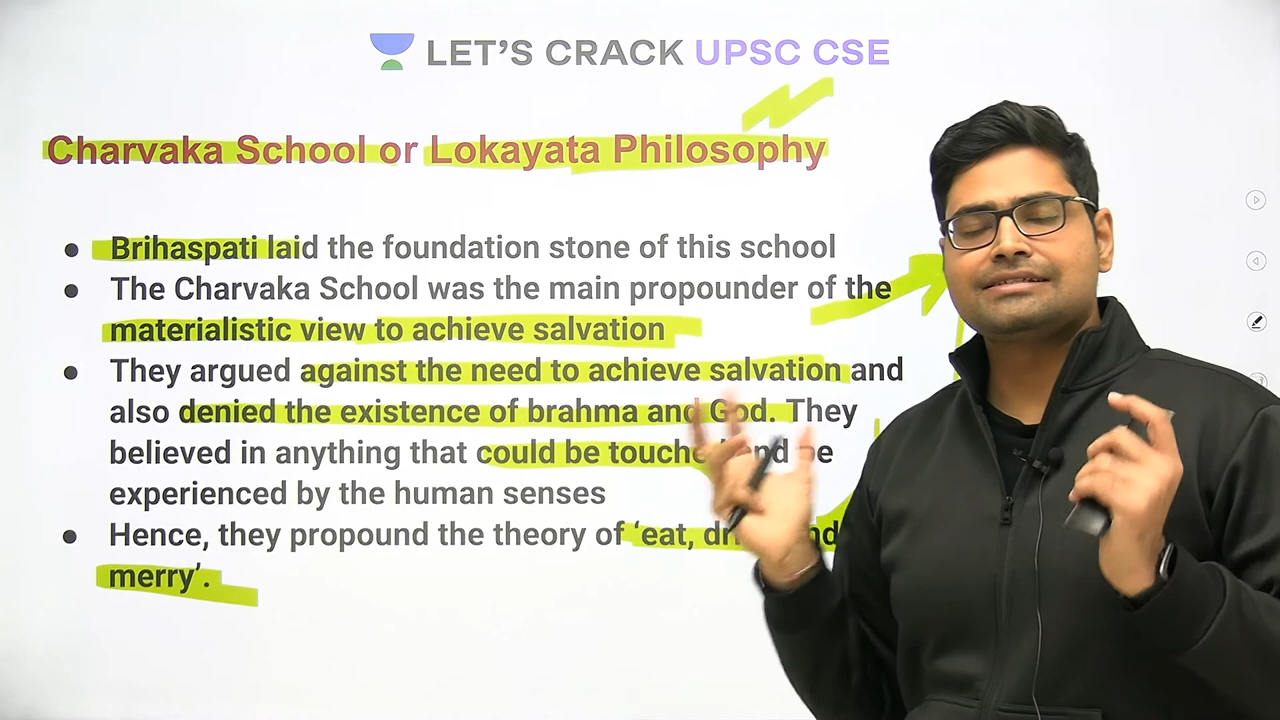 LET'S CRACK UPSC CSE
Charvaka School or Lokayata Philosophy
● Brihaspati laid the foundation stone of this school
● The Charvaka School was the main propounder of the
materialistic view to achieve salvation
● They argued against the need to achieve salvation and
also denied the existence of brahma and God. They
believed in anything that could be touched and be
experienced by the human senses
● Hence, they propound the theory of 'eat,
merry'.